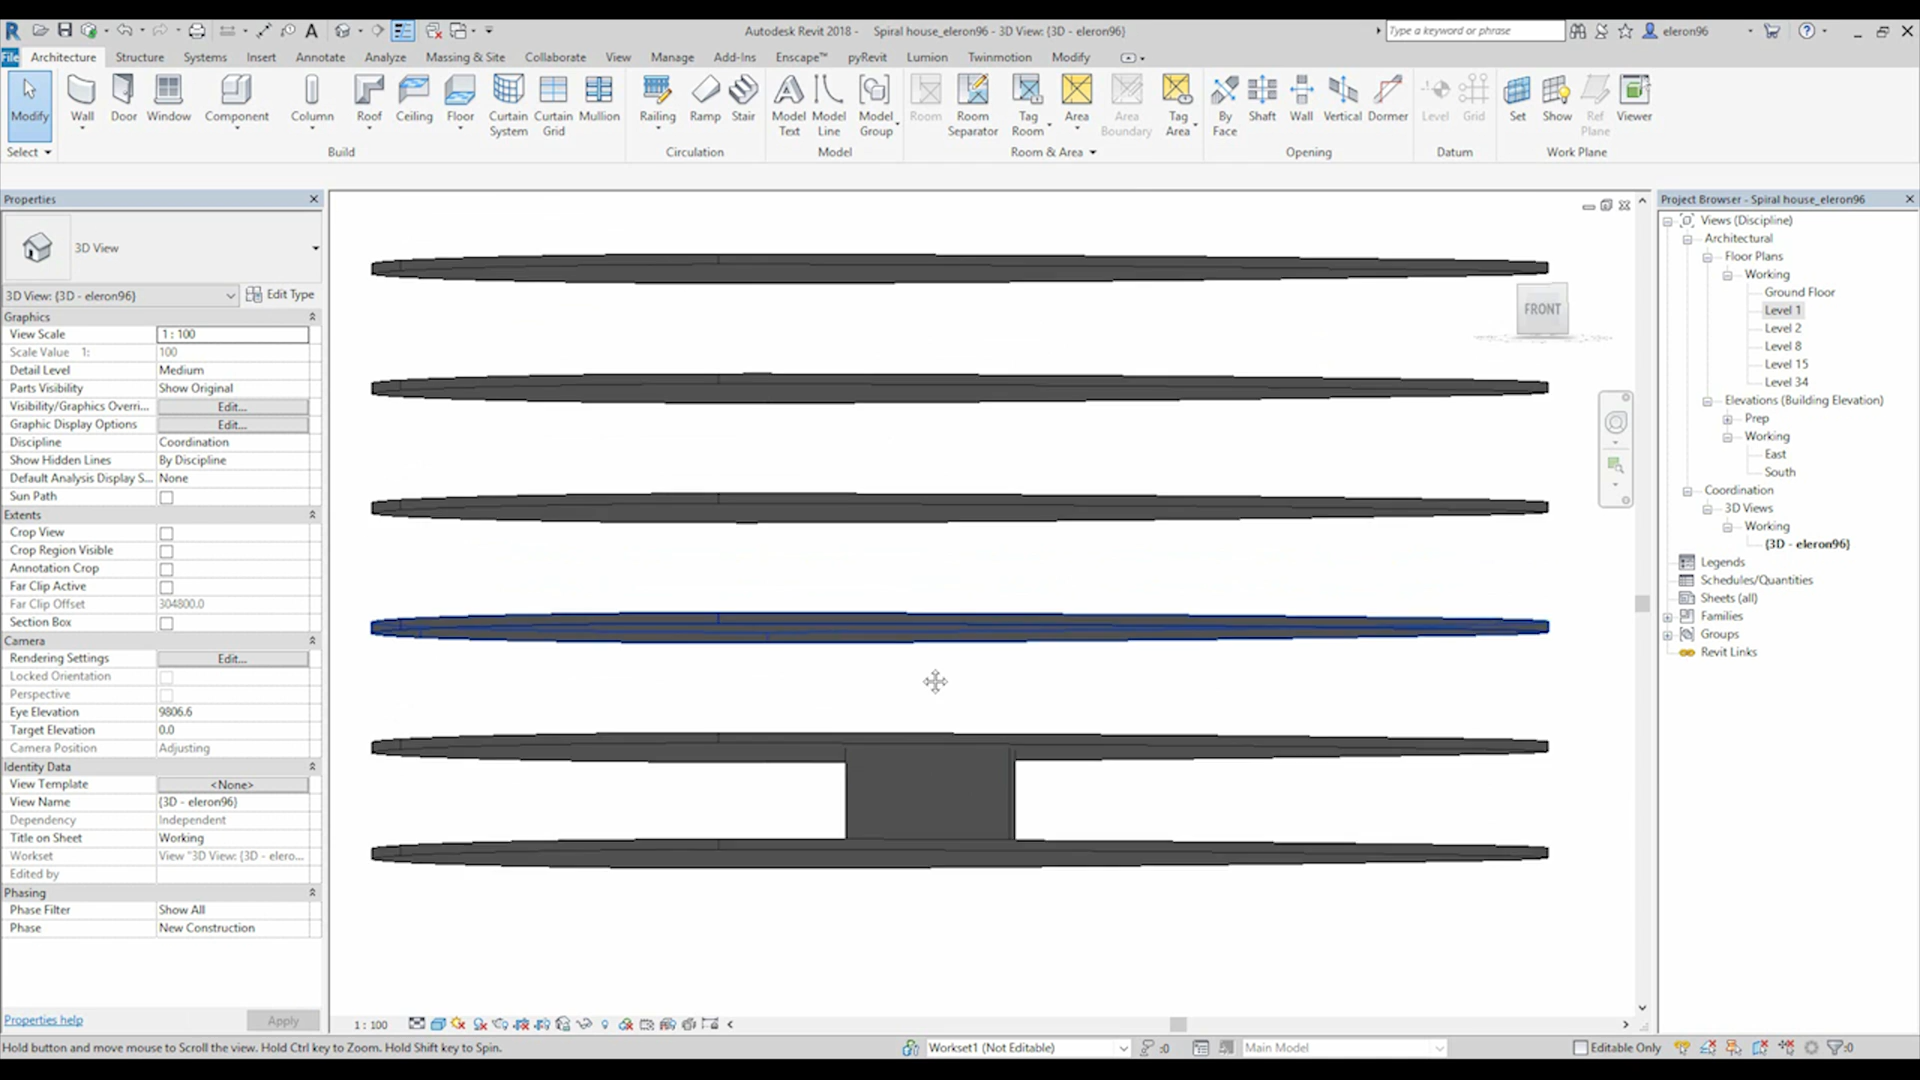 Autodesk Revit 2018 - Spiral house_eleron96 - 3D View: {3D - eleron96}
Type a keyword or phrase
eleron96
File Architecture Structure Systems Insert Annotate Analyze Massing & Site Collaborate View Manage Add-Ins Enscape™ pyRevit Lumion Twinmotion Modify
Modify Wall Door Window Component Column Roof Ceiling Floor Curtain System Curtain Grid Mullion Railing Ramp Stair Model Text Model Line Model Group Room Room Separator Tag Room Area Area Boundary Tag Area By Face Shaft Wall Vertical Dormer Level Grid Set Show Ref Plane Viewer
Select Build Circulation Model Room & Area Opening Datum Work Plane
Properties
3D View
3D View: {3D - eleron96} Edit Type
Graphics
View Scale 1 : 100
Scale Value 1: 100
Detail Level Medium
Parts Visibility Show Original
Visibility/Graphics Overri... Edit...
Graphic Display Options Edit...
Discipline Coordination
Show Hidden Lines By Discipline
Default Analysis Display S... None
Sun Path
Extents
Crop View
Crop Region Visible
Annotation Crop
Far Clip Active
Far Clip Offset 304800.0
Section Box
Camera
Rendering Settings Edit...
Locked Orientation
Perspective
Eye Elevation 9806.6
Target Elevation 0.0
Camera Position Adjusting
Identity Data
View Template <None>
View Name {3D - eleron96}
Dependency Independent
Title on Sheet Working
Workset View "3D View: {3D - elero...
Edited by
Phasing
Phase Filter Show All
Phase New Construction
Properties help Apply
FRONT
Project Browser - Spiral house_eleron96
Views (Discipline)
Architectural
Floor Plans
Working
Ground Floor
Level 1
Level 2
Level 8
Level 15
Level 34
Elevations (Building Elevation)
Prep
Working
East
South
Coordination
3D Views
Working
{3D - eleron96}
Legends
Schedules/Quantities
Sheets (all)
Families
Groups
Revit Links
1 : 100
Hold button and move mouse to Scroll the view. Hold Ctrl key to Zoom. Hold Shift key to Spin.
Workset1 (Not Editable) :0 Main Model Editable Only :0